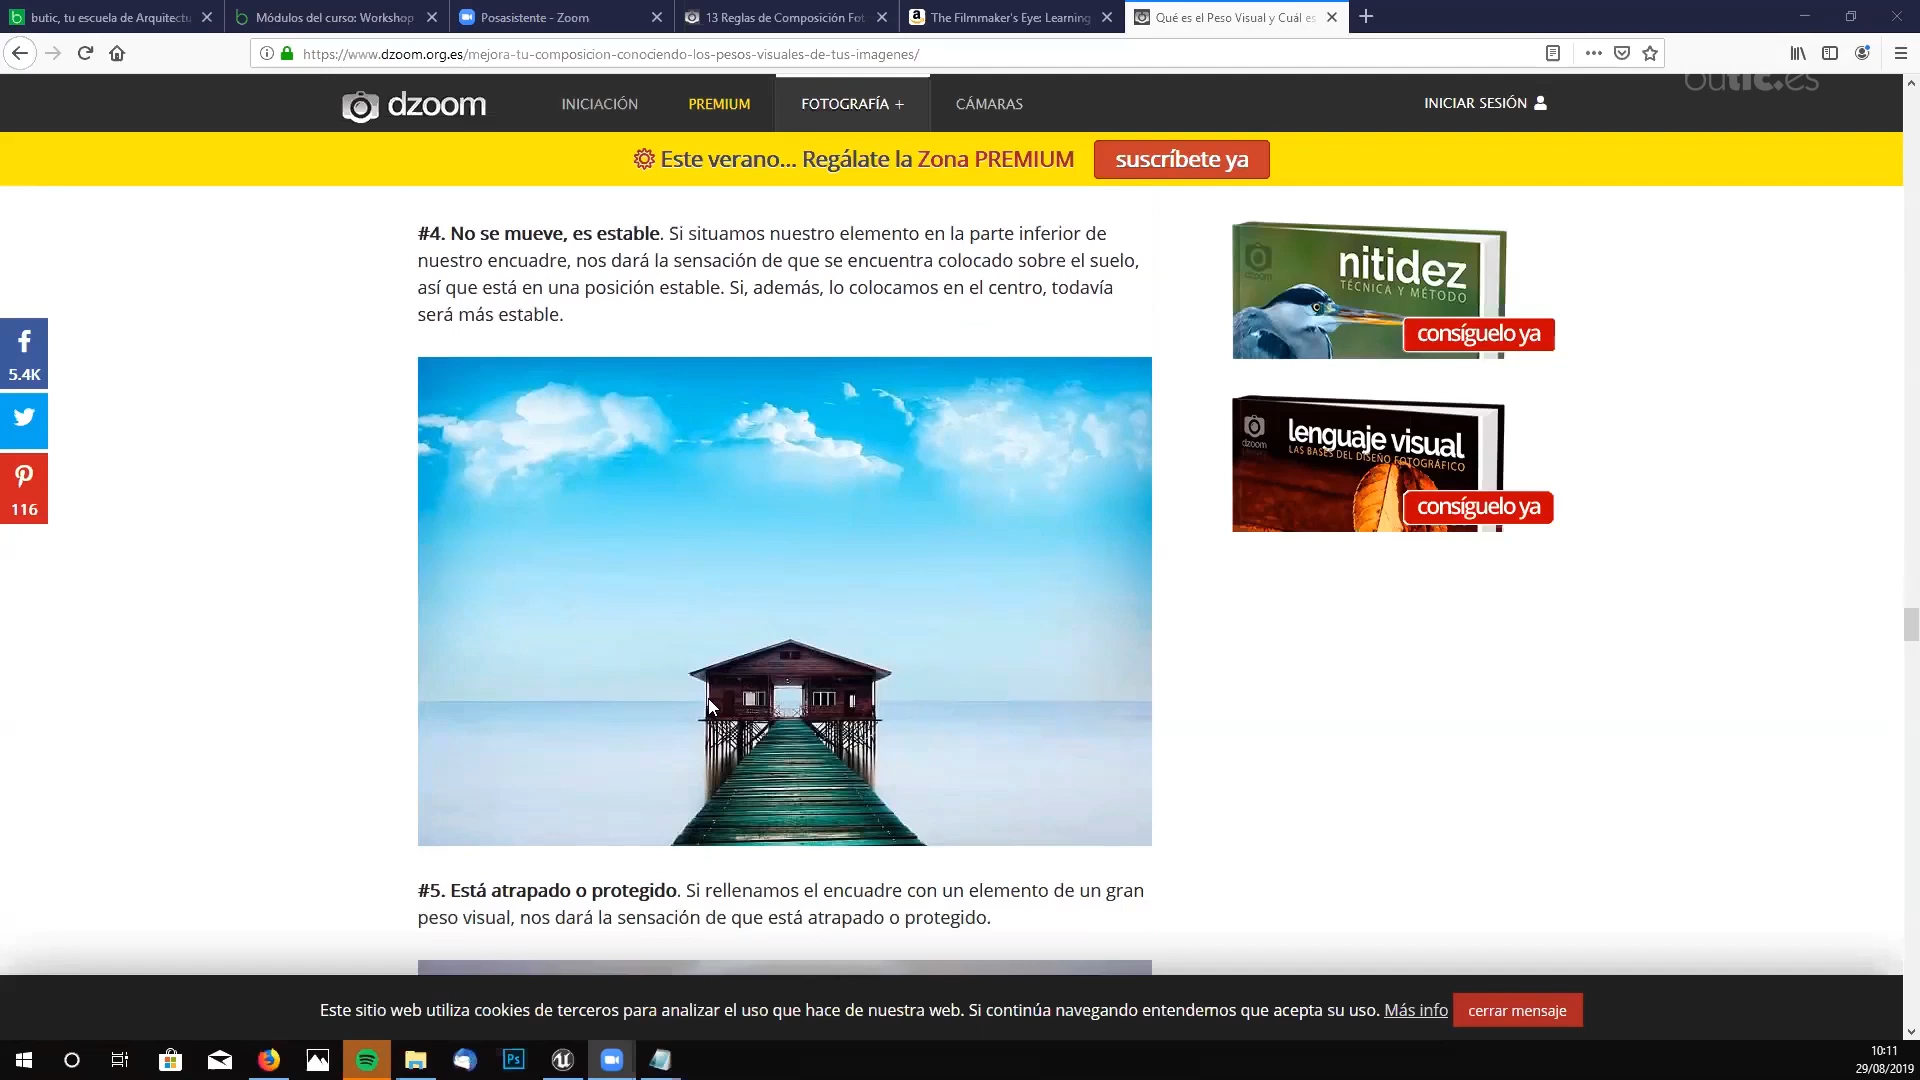 butic, tu escuela de Arquitectu
Módulos del curso: Workshop
Posasistente - Zoom
13 Reglas de Composición Fot
The Filmmaker's Eye: Learning
Qué es el Peso Visual y Cuál es
https://www.dzoom.org.es/mejora-tu-composicion-conociendo-los-pesos-visuales-de-tus-imagenes/
butic.es
dzoom
INICIACIÓN
PREMIUM
FOTOGRAFÍA +
CÁMARAS
INICIAR SESIÓN
Este verano... Regálate la Zona PREMIUM
suscríbete ya
#4. No se mueve, es estable. Si situamos nuestro elemento en la parte inferior de
nuestro encuadre, nos dará la sensación de que se encuentra colocado sobre el suelo,
así que está en una posición estable. Si, además, lo colocamos en el centro, todavía
será más estable.
nitidez
TÉCNICA Y MÉTODO
consíguelo ya
dzoom
lenguaje visual
LAS BASES DEL DISEÑO FOTOGRÁFICO
consíguelo ya
5.4K
116
#5. Está atrapado o protegido. Si rellenamos el encuadre con un elemento de un gran
peso visual, nos dará la sensación de que está atrapado o protegido.
Este sitio web utiliza cookies de terceros para analizar el uso que hace de nuestra web. Si continúa navegando entendemos que acepta su uso. Más info
cerrar mensaje
Ps
10:11
29/08/2019